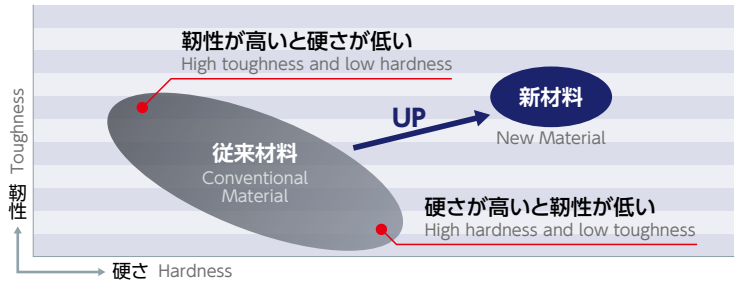 靭性が高いと硬さが低い
High toughness and low hardness
新材料
New Material
UP
従来材料
Conventional
Material
硬さが高いと靭性が低い
High hardness and low toughness
靭性 Toughness
硬さ Hardness